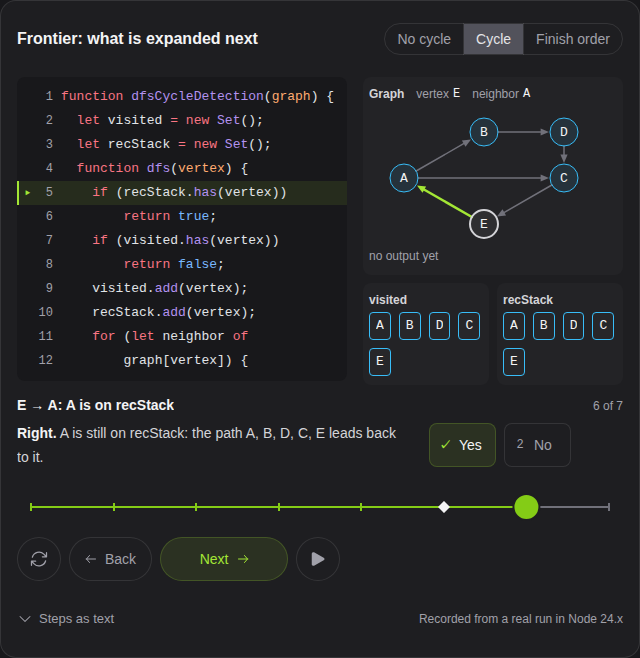 Frontier: what is expanded next
No cycle Cycle Finish order
1 function dfsCycleDetection(graph) {
2 let visited = new Set();
3 let recStack = new Set();
4 function dfs(vertex) {
5 if (recStack.has(vertex))
6 return true;
7 if (visited.has(vertex))
8 return false;
9 visited.add(vertex);
10 recStack.add(vertex);
11 for (let neighbor of
12 graph[vertex]) {
Graph vertex E neighbor A
B D
A C
E
no output yet
visited
A B D C
E
recStack
A B D C
E
E → A: A is on recStack
6 of 7
Right. A is still on recStack: the path A, B, D, C, E leads back
to it.
✓ Yes
2 No
← Back
Next →
Steps as text
Recorded from a real run in Node 24.x